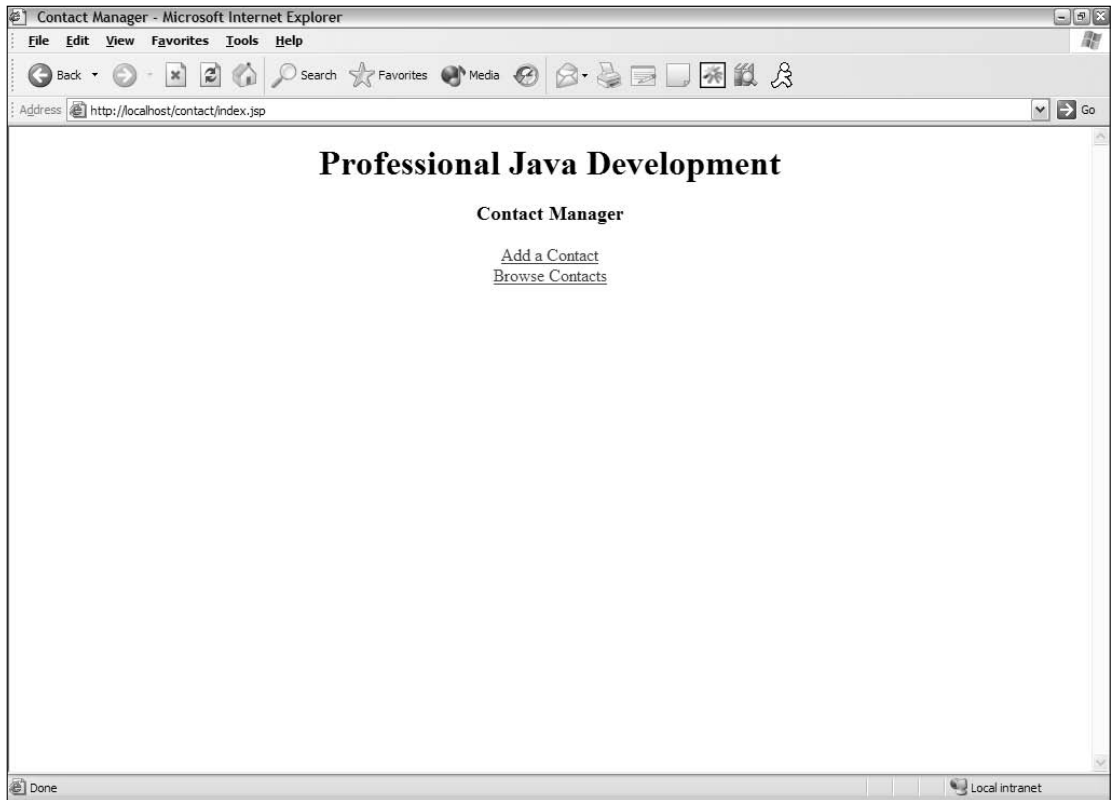 Contact Manager - Microsoft Internet Explorer
File Edit View Favorites Tools Help
Back Search Favorites Media
Address http://localhost/contact/index.jsp Go
Professional Java Development
Contact Manager
Add a Contact
Browse Contacts
Done Local intranet